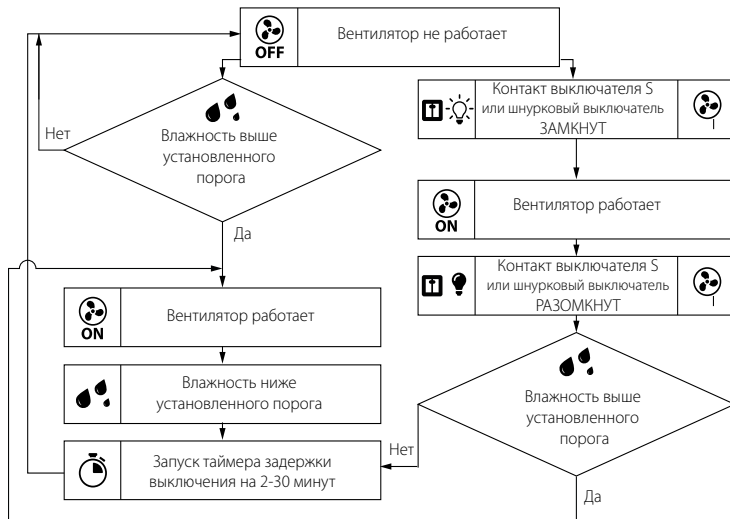 OFF
Вентилятор не работает
Контакт выключателя S
или шнурковый выключатель
ЗАМКНУТ
Нет
Влажность выше
установленного
порога
ON
Вентилятор работает
Да
Контакт выключателя S
или шнурковый выключатель
РАЗОМКНУТ
ON
Вентилятор работает
Влажность ниже
установленного порога
Влажность выше
установленного
порога
Нет
Запуск таймера задержки
выключения на 2-30 минут
Да